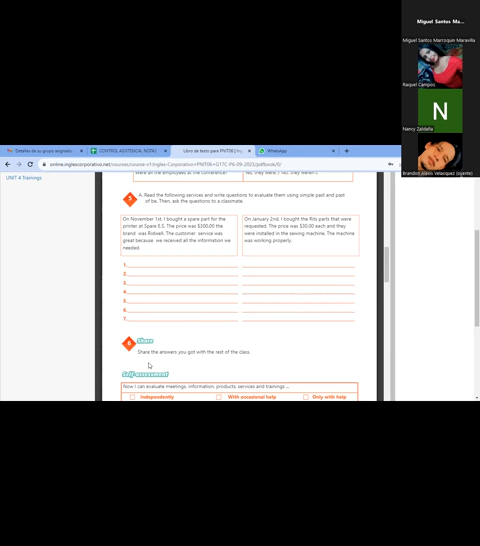 Miguel Santos Ma...
Miguel Santos Marroquin Maravilla
Raquel Campos
N
Nancy Zaldaña
Brandon Alexis Velasquez (oyente)
Detalles de su grupo asignado
CONTROL ASISTENCIA, NOTA
Libro de texto para PNIT06 | Ing
WhatsApp
online.inglescorporativo.net/courses/course-v1:Ingles-Corporativo+PNIT06+G17C-P6-09-2023/pdfbook/0/
UNIT 4 Trainings
Were all the employees at the conference?
Yes, they were. / No, they weren't.
5
A. Read the following services and write questions to evaluate them using simple past and past
of be. Then, ask the questions to a classmate.
On November 1st. I bought a spare part for the
printer at Spare E.S. The price was $100.00 the
brand was Ridwell. The customer service was
great because we received all the information we
needed.
On January 2nd. I bought the Rits parts that were
requested. The price was $30.00 each and they
were installed in the sewing machine. The machine
was working properly.
1.
2.
3.
4.
5.
6.
7.
6
Share
Share the answers you got with the rest of the class.
Self-assessment
Now I can evaluate meetings, information, products, services and trainings ...
Independently
With occasional help
Only with help